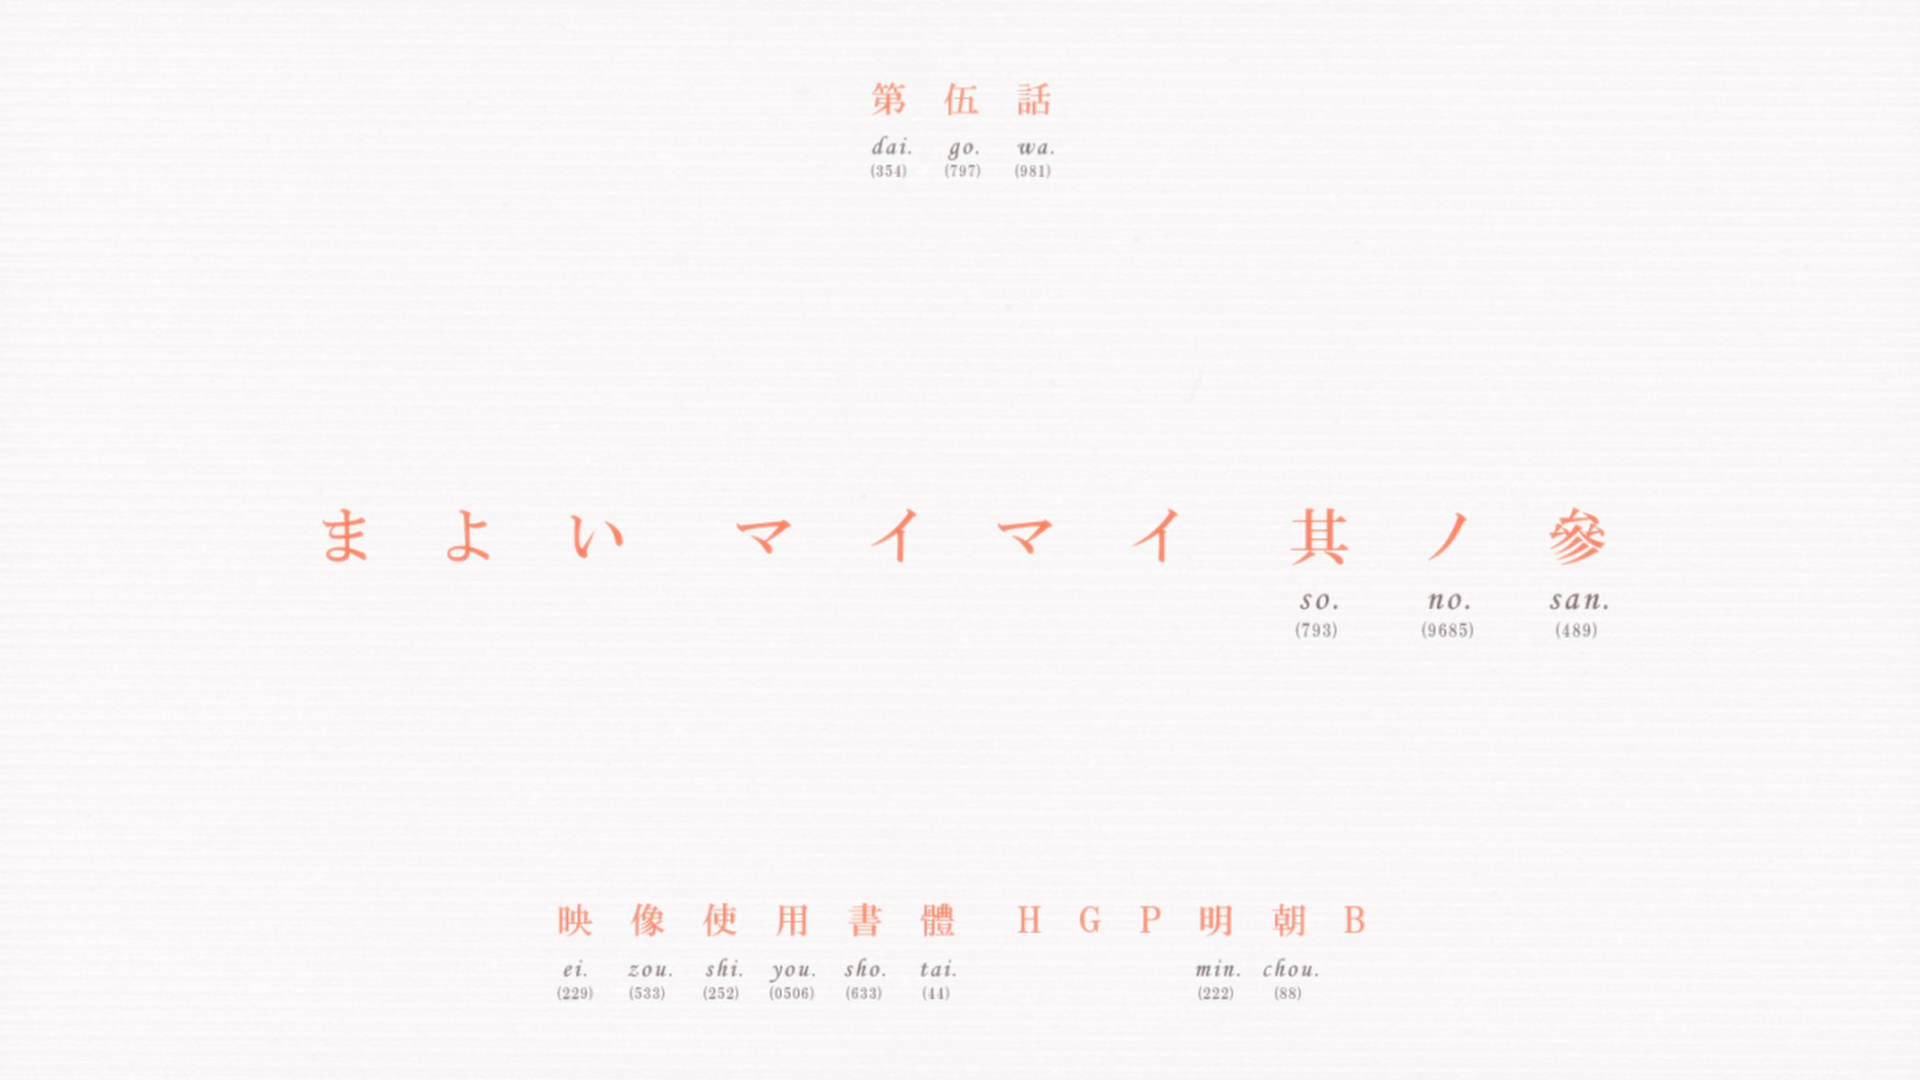 第伍話
dai. go. wa.
(354) (797) (981)
まよい マイマイ 其ノ參
so. no. san.
(793) (9685) (489)
映像使用書體 HGP明朝B
ei. zou. shi. you. sho. tai. min. chou.
(229) (533) (252) (0506) (633) (44) (222) (88)